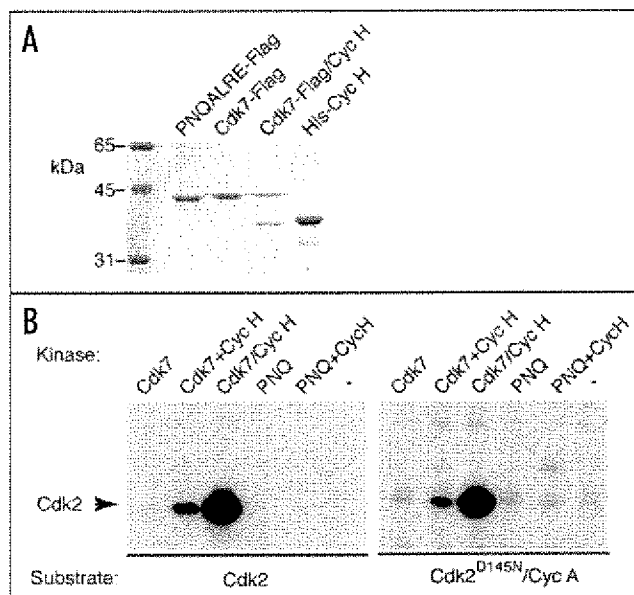 A
PNQALRE-Flag
Cdk7-Flag
Cdk7-Flag/Cyc H
His-Cyc H
kDa
65-
45-
31-
B
Kinase:
Cdk7
Cdk7+Cyc H
Cdk7/Cyc H
PNQ
PNQ+CycH
-
Cdk7
Cdk7+Cyc H
Cdk7/Cyc H
PNQ
PNQ+CycH
-
Cdk2
Substrate:
Cdk2
Cdk2D145N/Cyc A